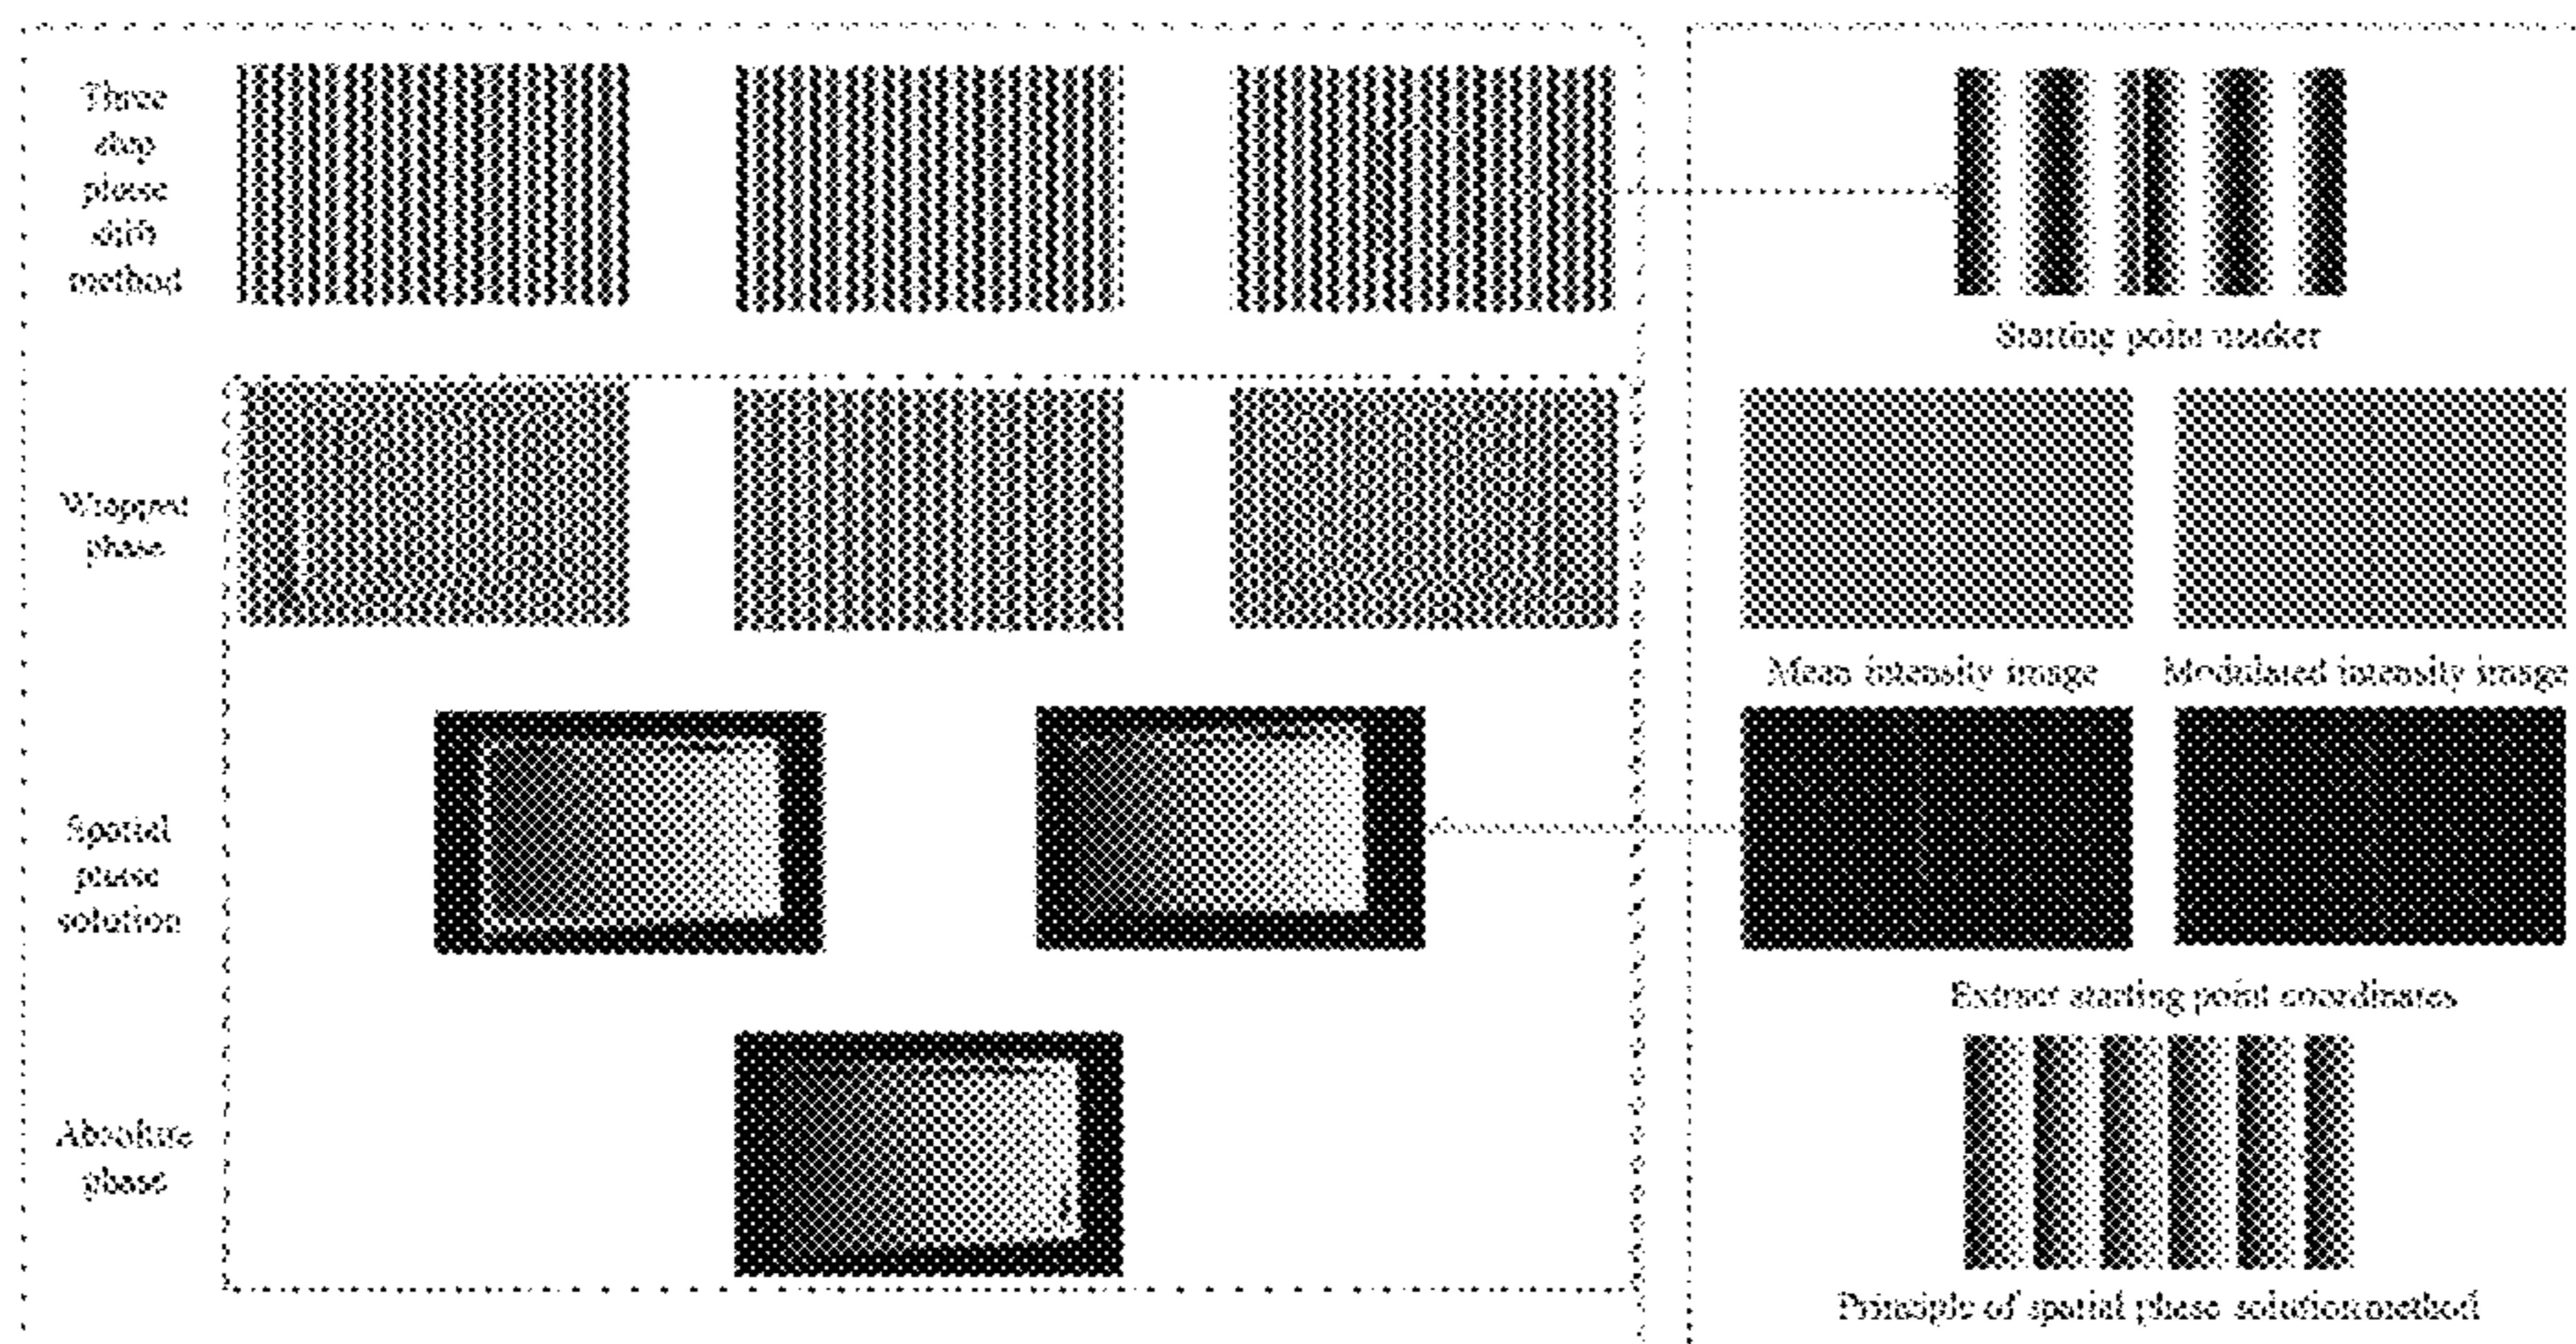 Three
step
phase
shift
method
Starting point marker
Wrapped
phase
Mean intensity image
Modulated intensity image
Spatial
phase
solution
Extract starting point coordinates
Absolute
phase
Principle of spatial phase solution method